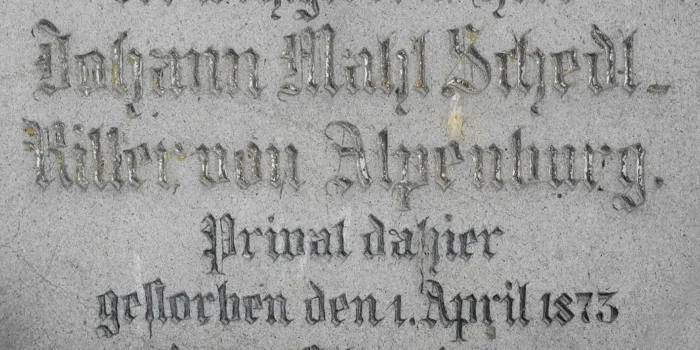 Johann Mahl Schedl-
Ritter von Alpenburg.
Privat dahier
gestorben den 1. April 1873